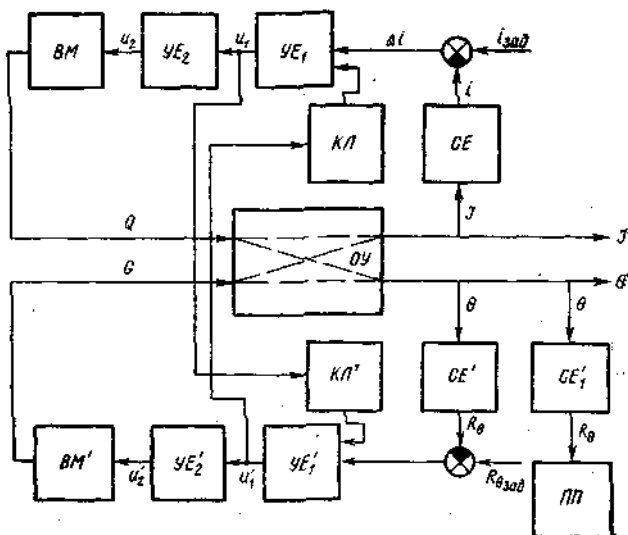 ВМ
u₂
УЕ₂
u₁
УЕ₁
Δi
iзад
КЛ
i
СЕ
J
Q
ОУ
J
G
Θ
Θ
Θ
КЛ'
СЕ'
СЕ'₁
Rθ
Rθ
ВМ'
u'₂
УЕ'₂
u'₁
УЕ'₁
Rθзад
ПП